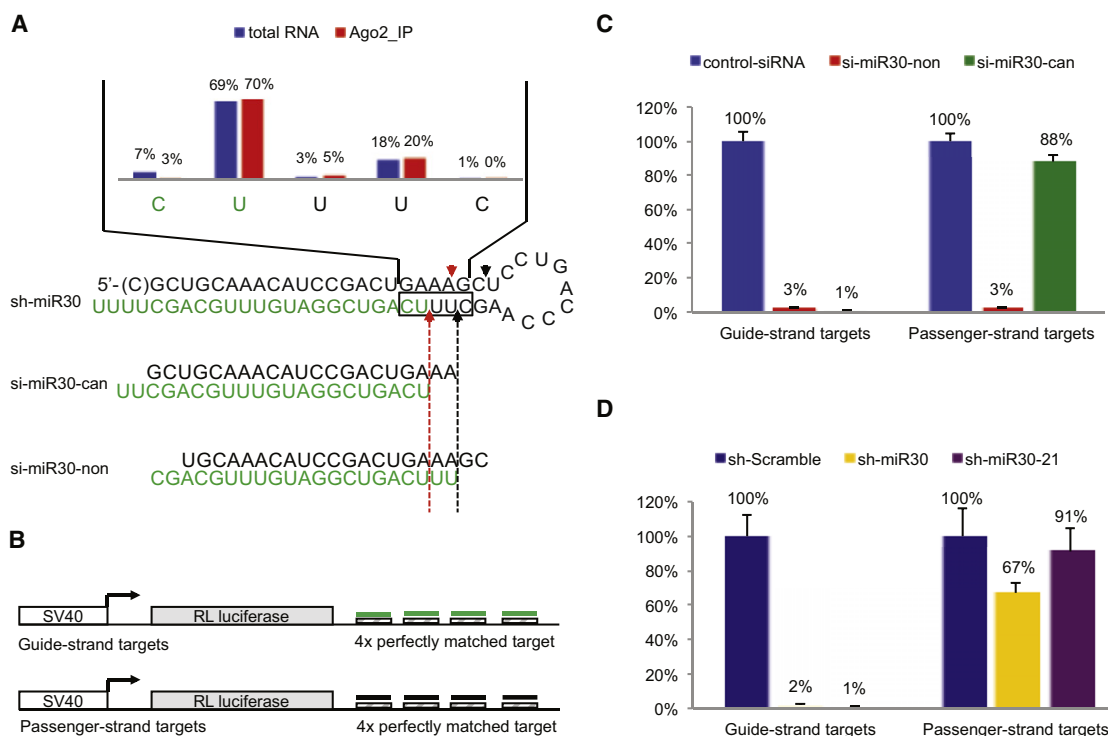 A
total RNA Ago2_IP
69% 70%
7% 3% 3% 5% 18% 20% 1% 0%
C U U U C
5'-(C)GCUGCAAACAUCCGACUGAAAGCUCCUGACCCCAAG
sh-miR30
UUUUCGACGUUUGUAGGCUGACUUUC
si-miR30-can
GCUGCAAACAUCCGACUGAAA
UUCGACGUUUGUAGGCUGACU
si-miR30-non
UGCAAACAUCCGACUGAAAGC
CGACGUUUGUAGGCUGACUUU
B
SV40 RL luciferase
Guide-strand targets 4x perfectly matched target
SV40 RL luciferase
Passenger-strand targets 4x perfectly matched target
C
control-siRNA si-miR30-non si-miR30-can
120%
100%
80%
60%
40%
20%
0%
100% 3% 1% 100% 3% 88%
Guide-strand targets Passenger-strand targets
D
sh-Scramble sh-miR30 sh-miR30-21
120%
100%
80%
60%
40%
20%
0%
100% 2% 1% 100% 67% 91%
Guide-strand targets Passenger-strand targets